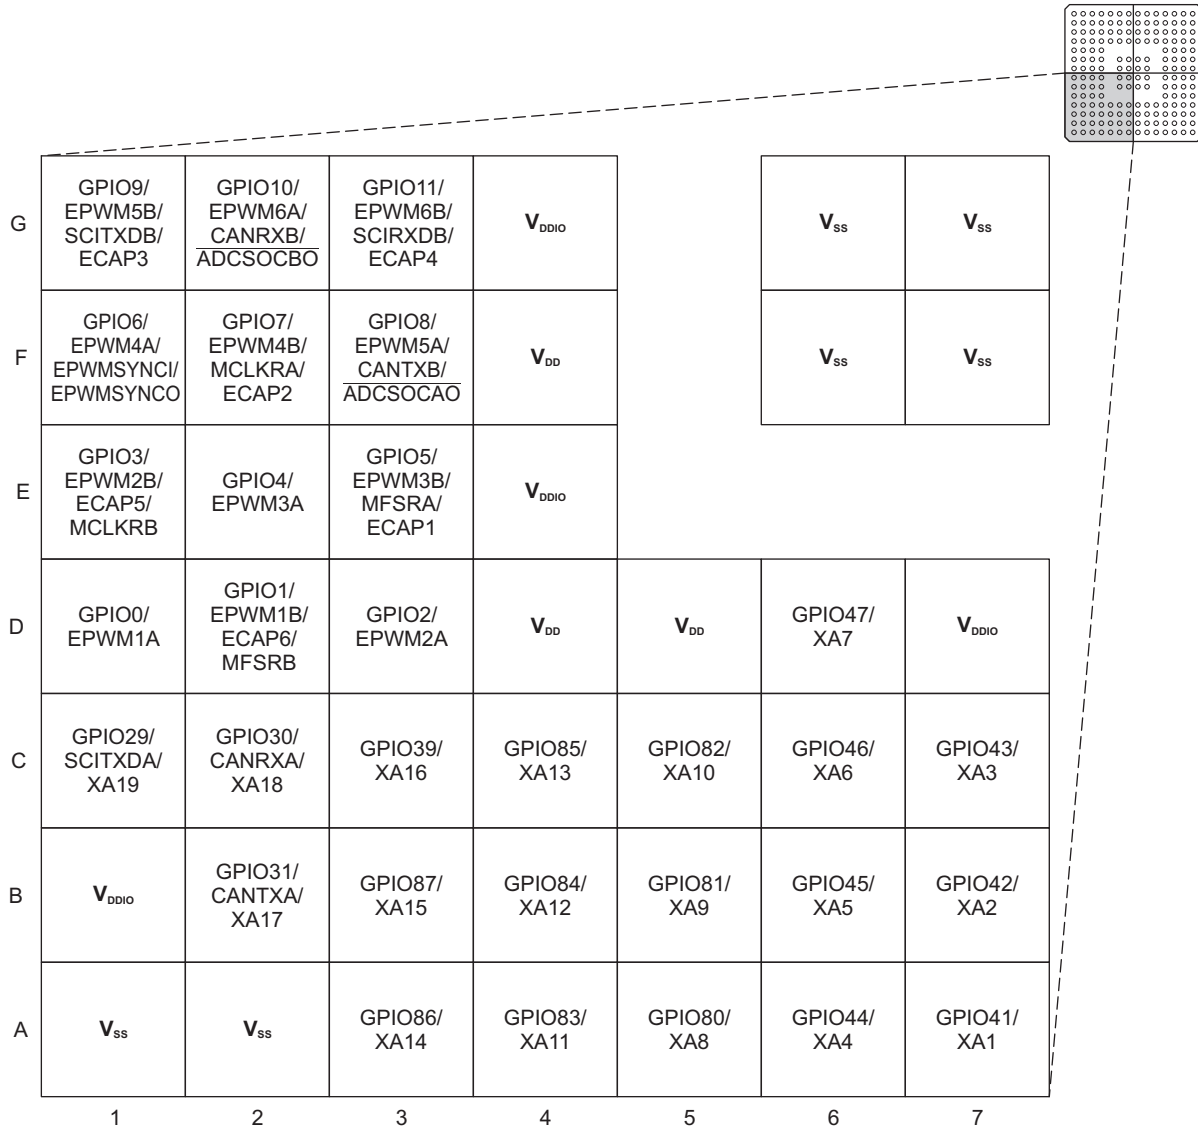 G
GPIO9/
EPWM5B/
SCITXDB/
ECAP3
GPIO10/
EPWM6A/
CANRXB/
ADCSOCBO
GPIO11/
EPWM6B/
SCIRXDB/
ECAP4
VDDIO
VSS
VSS
F
GPIO6/
EPWM4A/
EPWMSYNCI/
EPWMSYNCO
GPIO7/
EPWM4B/
MCLKRA/
ECAP2
GPIO8/
EPWM5A/
CANTXB/
ADCSOCAO
VDD
VSS
VSS
E
GPIO3/
EPWM2B/
ECAP5/
MCLKRB
GPIO4/
EPWM3A
GPIO5/
EPWM3B/
MFSRA/
ECAP1
VDDIO
D
GPIO0/
EPWM1A
GPIO1/
EPWM1B/
ECAP6/
MFSRB
GPIO2/
EPWM2A
VDD
VDD
GPIO47/
XA7
VDDIO
C
GPIO29/
SCITXDA/
XA19
GPIO30/
CANRXA/
XA18
GPIO39/
XA16
GPIO85/
XA13
GPIO82/
XA10
GPIO46/
XA6
GPIO43/
XA3
B
VDDIO
GPIO31/
CANTXA/
XA17
GPIO87/
XA15
GPIO84/
XA12
GPIO81/
XA9
GPIO45/
XA5
GPIO42/
XA2
A
VSS
VSS
GPIO86/
XA14
GPIO83/
XA11
GPIO80/
XA8
GPIO44/
XA4
GPIO41/
XA1
1 2 3 4 5 6 7